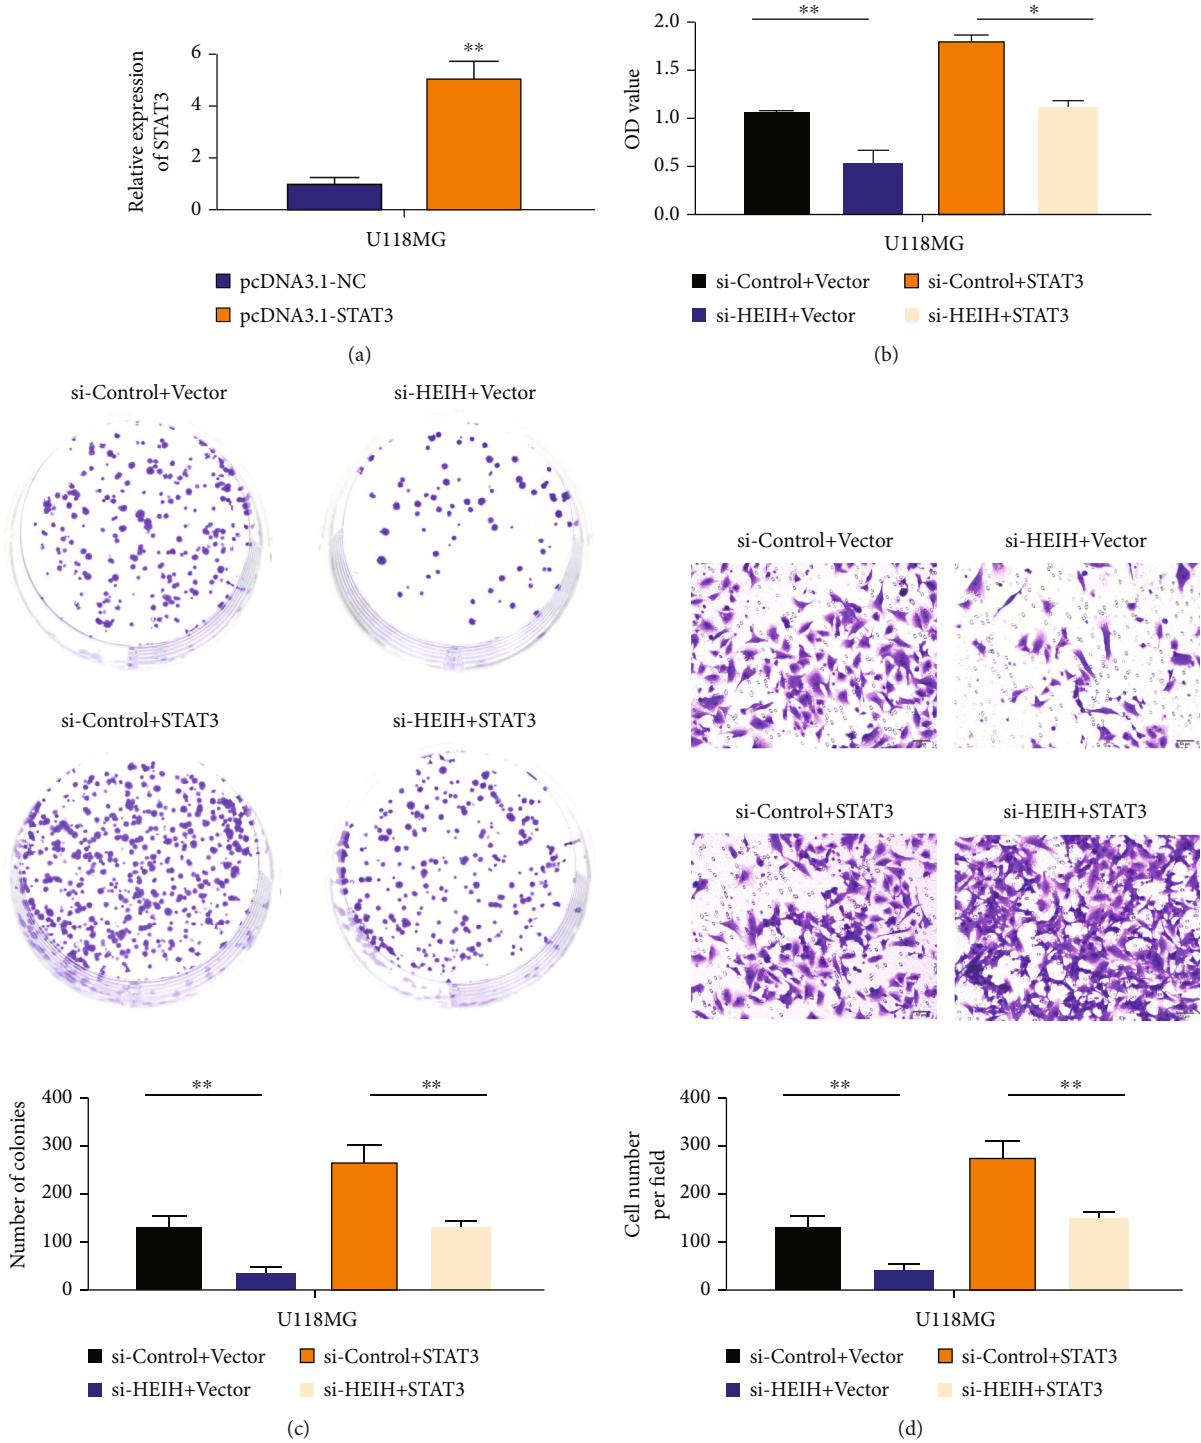 Relative expression
of STAT3
6
4
2
0
**
U118MG
pcDNA3.1-NC
pcDNA3.1-STAT3
(a)
OD value
2.0
1.5
1.0
0.5
0.0
**
*
U118MG
si-Control+Vector
si-Control+STAT3
si-HEIH+Vector
si-HEIH+STAT3
(b)
si-Control+Vector
si-HEIH+Vector
si-Control+STAT3
si-HEIH+STAT3
Number of colonies
400
300
200
100
0
**
**
U118MG
si-Control+Vector
si-Control+STAT3
si-HEIH+Vector
si-HEIH+STAT3
(c)
si-Control+Vector
si-HEIH+Vector
si-Control+STAT3
si-HEIH+STAT3
Cell number
per field
400
300
200
100
0
**
**
U118MG
si-Control+Vector
si-Control+STAT3
si-HEIH+Vector
si-HEIH+STAT3
(d)